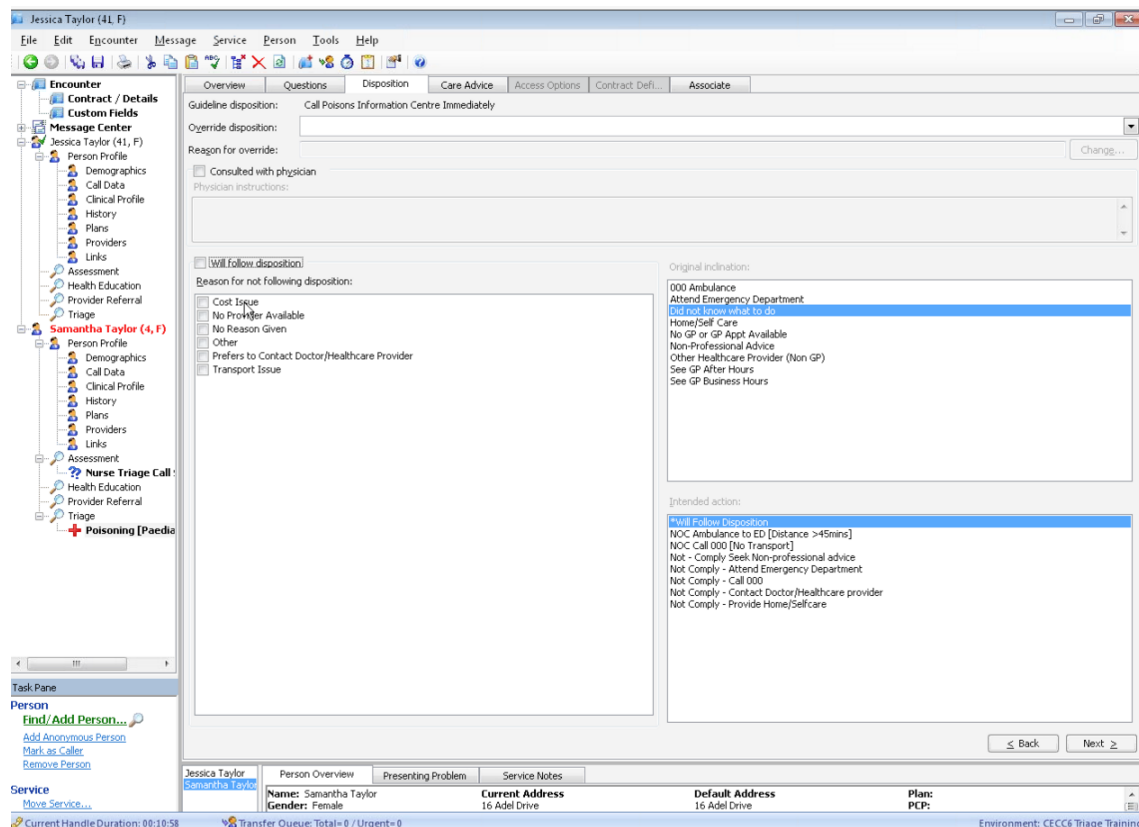 Jessica Taylor (41, F)
File Edit Encounter Message Service Person Tools Help
Encounter
Contract / Details
Custom Fields
Message Center
Jessica Taylor (41, F)
Person Profile
Demographics
Call Data
Clinical Profile
History
Plans
Providers
Links
Assessment
Health Education
Provider Referral
Triage
Samantha Taylor (4, F)
Person Profile
Demographics
Call Data
Clinical Profile
History
Plans
Providers
Links
Assessment
?? Nurse Triage Call
Health Education
Provider Referral
Triage
Poisoning [Paedia
Task Pane
Person
Find/Add Person...
Add Anonymous Person
Mark as Caller
Remove Person
Service
Move Service...
Overview Questions Disposition Care Advice Access Options Contract Defi... Associate
Guideline disposition: Call Poisons Information Centre Immediately
Override disposition:
Reason for override: Change...
Consulted with physician
Physician instructions:
Will follow disposition
Reason for not following disposition:
Cost Issue
No Provider Available
No Reason Given
Other
Prefers to Contact Doctor/Healthcare Provider
Transport Issue
Original inclination:
000 Ambulance
Attend Emergency Department
Did not know what to do
Home/Self Care
No GP or GP Appt Available
Non-Professional Advice
Other Healthcare Provider (Non GP)
See GP After Hours
See GP Business Hours
Intended action:
*Will Follow Disposition
NOC Ambulance to ED [Distance >45mins]
NOC Call 000 [No Transport]
Not - Comply Seek Non-professional advice
Not Comply - Attend Emergency Department
Not Comply - Call 000
Not Comply - Contact Doctor/Healthcare provider
Not Comply - Provide Home/Selfcare
< Back Next >
Jessica Taylor
Samantha Taylor
Person Overview Presenting Problem Service Notes
Name: Samantha Taylor Current Address Default Address Plan:
Gender: Female 16 Adel Drive 16 Adel Drive PCP:
Current Handle Duration: 00:10:58 Transfer Queue: Total= 0 / Urgent= 0 Environment: CECC6 Triage Training